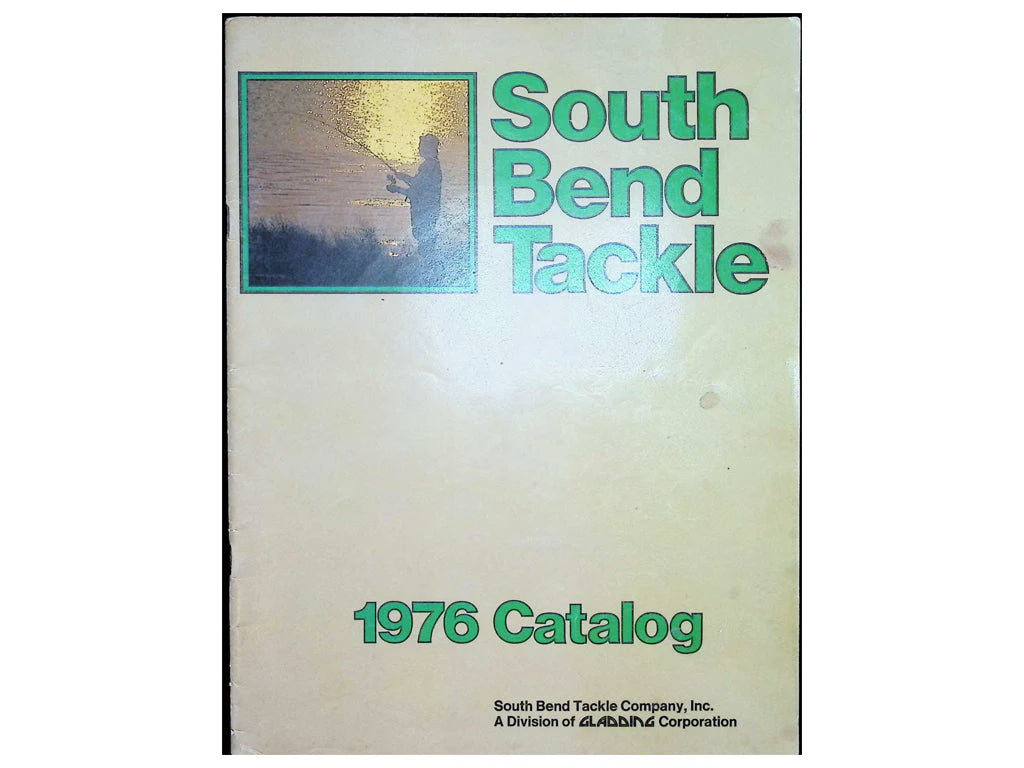 South
Bend
Tackle
1976 Catalog
South Bend Tackle Company, Inc.
A Division of GLADDING Corporation